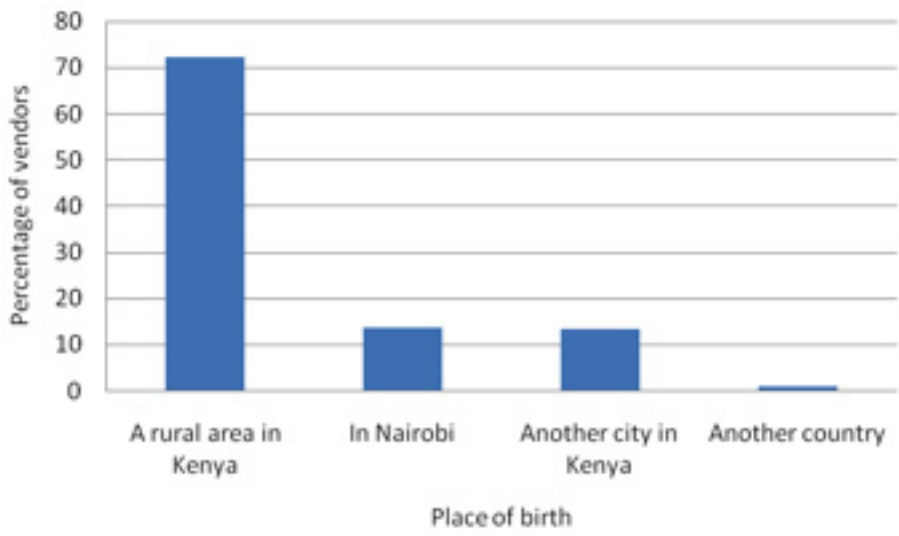 80
70
60
50
40
30
20
10
0
Percentage of vendors
A rural area in
Kenya
In Nairobi
Another city in
Kenya
Another country
Place of birth